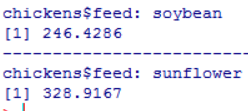 chickens$feed: soybean
[1] 246.4286
------------------------
chickens$feed: sunflower
[1] 328.9167
>